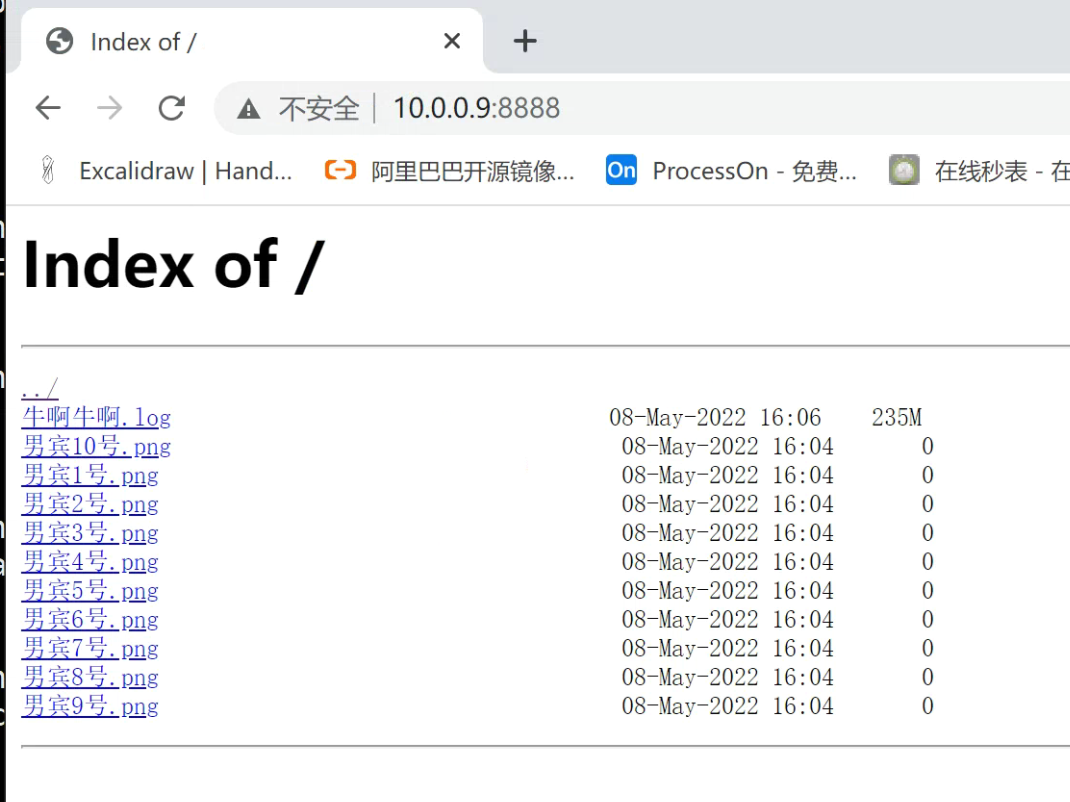 Index of /
不安全 | 10.0.0.9:8888
Excalidraw | Hand... 阿里巴巴开源镜像... On ProcessOn - 免费... 在线秒表 - 在
Index of /
../
牛啊牛啊.log 08-May-2022 16:06 235M
男宾10号.png 08-May-2022 16:04 0
男宾1号.png 08-May-2022 16:04 0
男宾2号.png 08-May-2022 16:04 0
男宾3号.png 08-May-2022 16:04 0
男宾4号.png 08-May-2022 16:04 0
男宾5号.png 08-May-2022 16:04 0
男宾6号.png 08-May-2022 16:04 0
男宾7号.png 08-May-2022 16:04 0
男宾8号.png 08-May-2022 16:04 0
男宾9号.png 08-May-2022 16:04 0